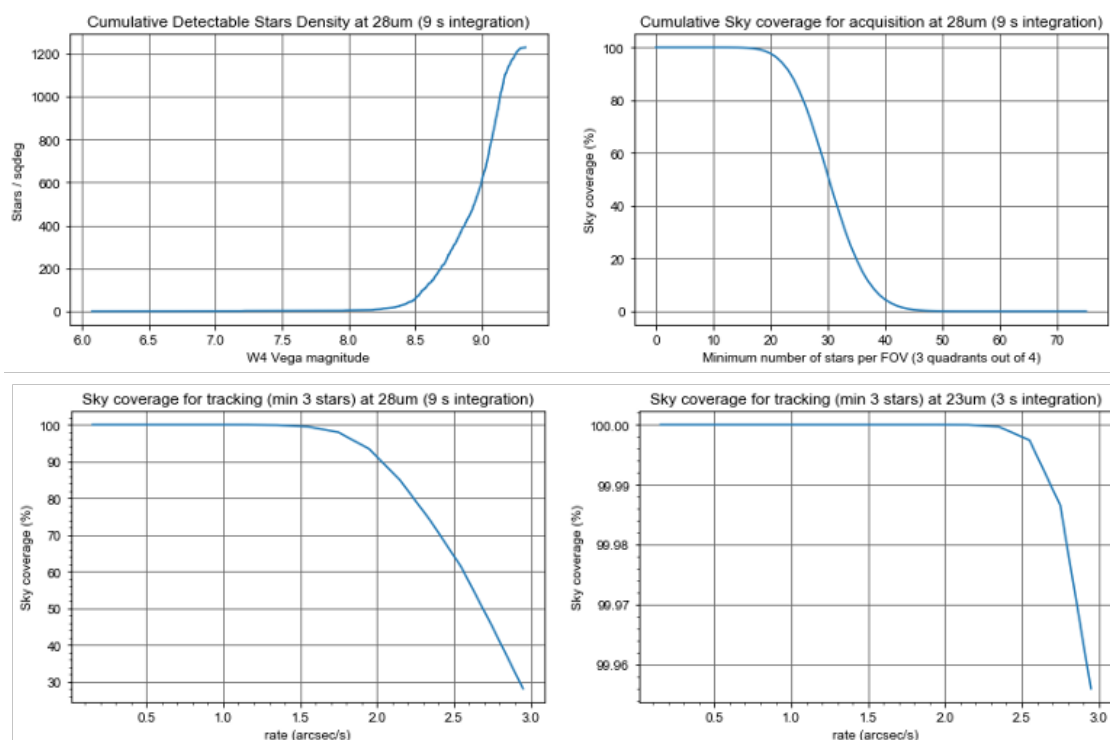 Cumulative Detectable Stars Density at 28um (9 s integration)
1200
1000
800
600
400
200
0
Stars / sqdeg
6.0 6.5 7.0 7.5 8.0 8.5 9.0
W4 Vega magnitude
Cumulative Sky coverage for acquisition at 28um (9 s integration)
100
80
60
40
20
0
Sky coverage (%)
0 10 20 30 40 50 60 70
Minimum number of stars per FOV (3 quadrants out of 4)
Sky coverage for tracking (min 3 stars) at 28um (9 s integration)
100
90
80
70
60
50
40
30
Sky coverage (%)
0.5 1.0 1.5 2.0 2.5 3.0
rate (arcsec/s)
Sky coverage for tracking (min 3 stars) at 23um (3 s integration)
100.00
99.99
99.98
99.97
99.96
Sky coverage (%)
0.5 1.0 1.5 2.0 2.5 3.0
rate (arcsec/s)